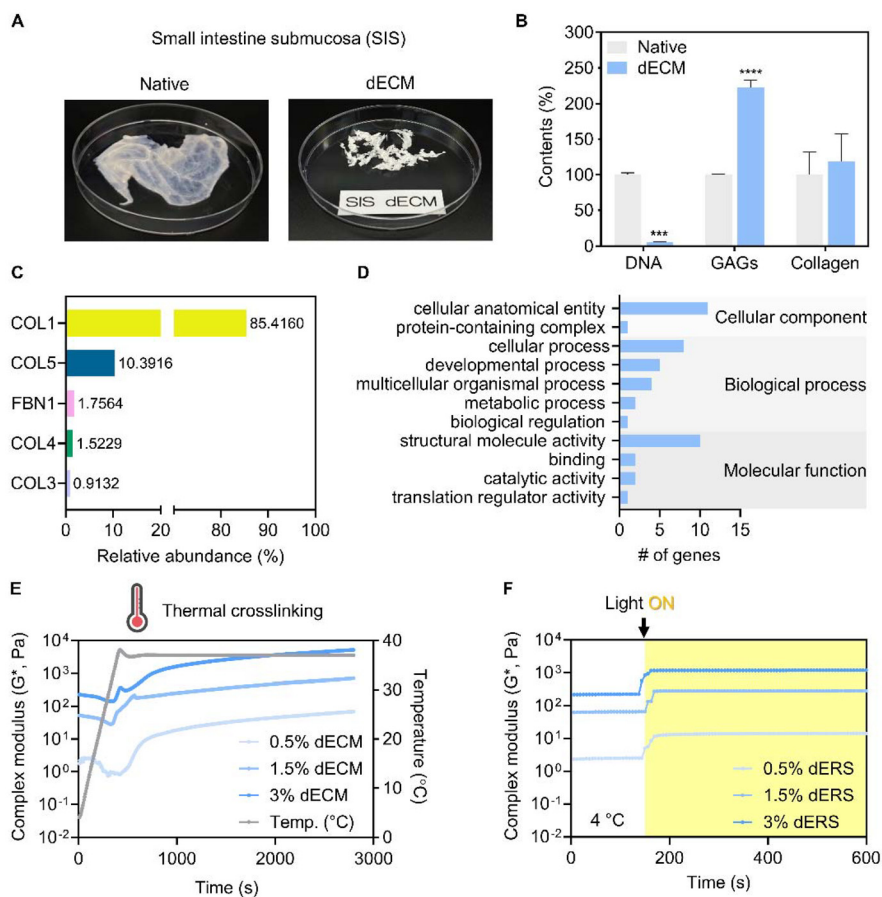 A
Small intestine submucosa (SIS)
Native
dECM
SIS dECM
B
Native
dECM
Contents (%)
300
250
200
150
100
50
0
***
****
DNA
GAGs
Collagen
C
COL1
COL5
FBN1
COL4
COL3
85.4160
10.3916
1.7564
1.5229
0.9132
0
10
20
40
60
80
100
Relative abundance (%)
D
cellular anatomical entity
protein-containing complex
cellular process
developmental process
multicellular organismal process
metabolic process
biological regulation
structural molecule activity
binding
catalytic activity
translation regulator activity
Cellular component
Biological process
Molecular function
0
5
10
15
# of genes
E
Thermal crosslinking
Complex modulus (G*, Pa)
10⁴
10³
10²
10¹
10⁰
10⁻¹
10⁻²
40
30
20
10
0
Temperature (°C)
0.5% dECM
1.5% dECM
3% dECM
Temp. (°C)
0
1000
2000
3000
Time (s)
F
Light ON
Complex modulus (G*, Pa)
10⁴
10³
10²
10¹
10⁰
10⁻¹
10⁻²
4 °C
0.5% dERS
1.5% dERS
3% dERS
0
200
400
600
Time (s)